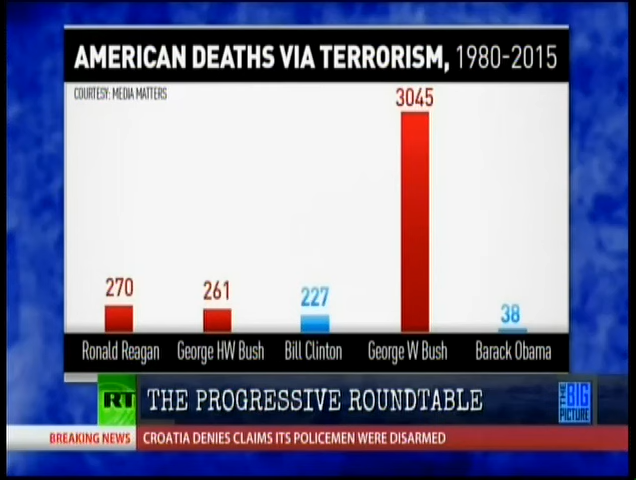 AMERICAN DEATHS VIA TERRORISM, 1980-2015
COURTESY: MEDIA MATTERS
3045
270
261
227
38
Ronald Reagan George HW Bush Bill Clinton George W Bush Barack Obama
RT THE PROGRESSIVE ROUNDTABLE THE BIG PICTURE
BREAKING NEWS CROATIA DENIES CLAIMS ITS POLICEMEN WERE DISARMED